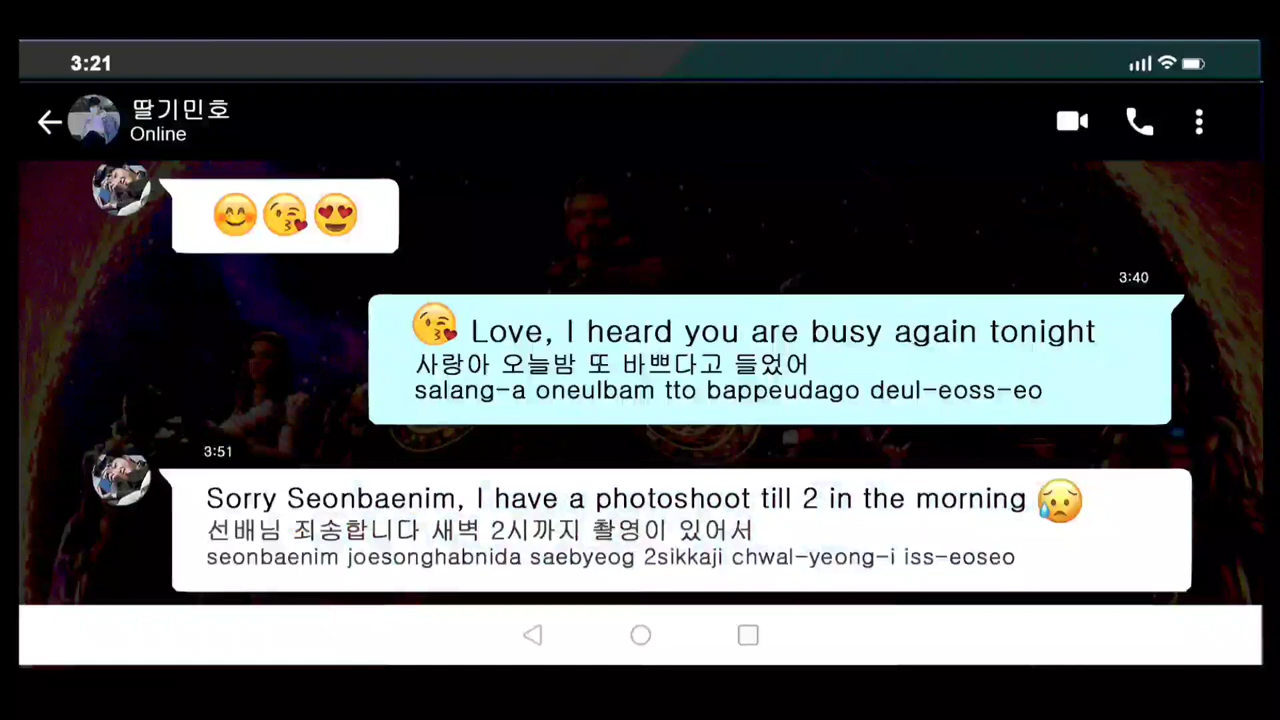 3:21
딸기민호
Online
😊😘😍
3:40
😘 Love, I heard you are busy again tonight
사랑아 오늘밤 또 바쁘다고 들었어
salang-a oneulbam tto bappeudago deul-eoss-eo
3:51
Sorry Seonbaenim, I have a photoshoot till 2 in the morning 😥
선배님 죄송합니다 새벽 2시까지 촬영이 있어서
seonbaenim joesonghabnida saebyeog 2sikkaji chwal-yeong-i iss-eoseo